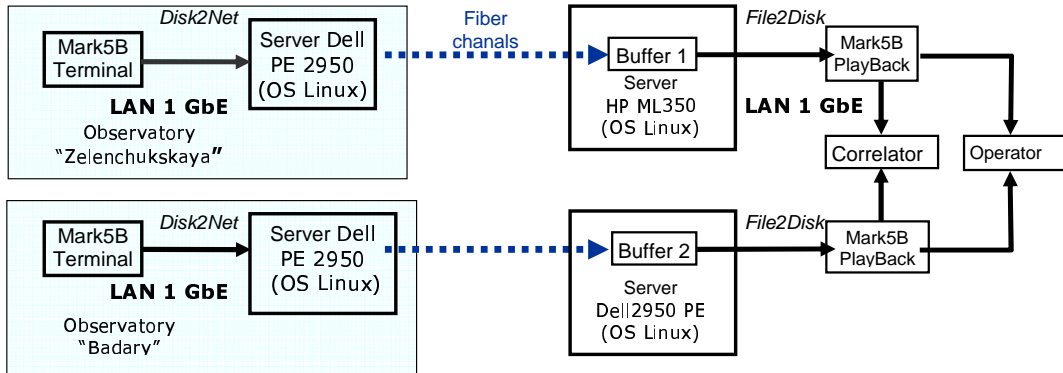 Disk2Net
Mark5B
Terminal
Server Dell
PE 2950
(OS Linux)
LAN 1 GbE
Observatory
“Zelenchukskaya”
Fiber
chanals
Buffer 1
Server
HP ML350
(OS Linux)
File2Disk
LAN 1 GbE
Mark5B
PlayBack
Correlator
Operator
Disk2Net
Mark5B
Terminal
Server Dell
PE 2950
(OS Linux)
LAN 1 GbE
Observatory
“Badary”
Buffer 2
Server
Dell2950 PE
(OS Linux)
File2Disk
Mark5B
PlayBack